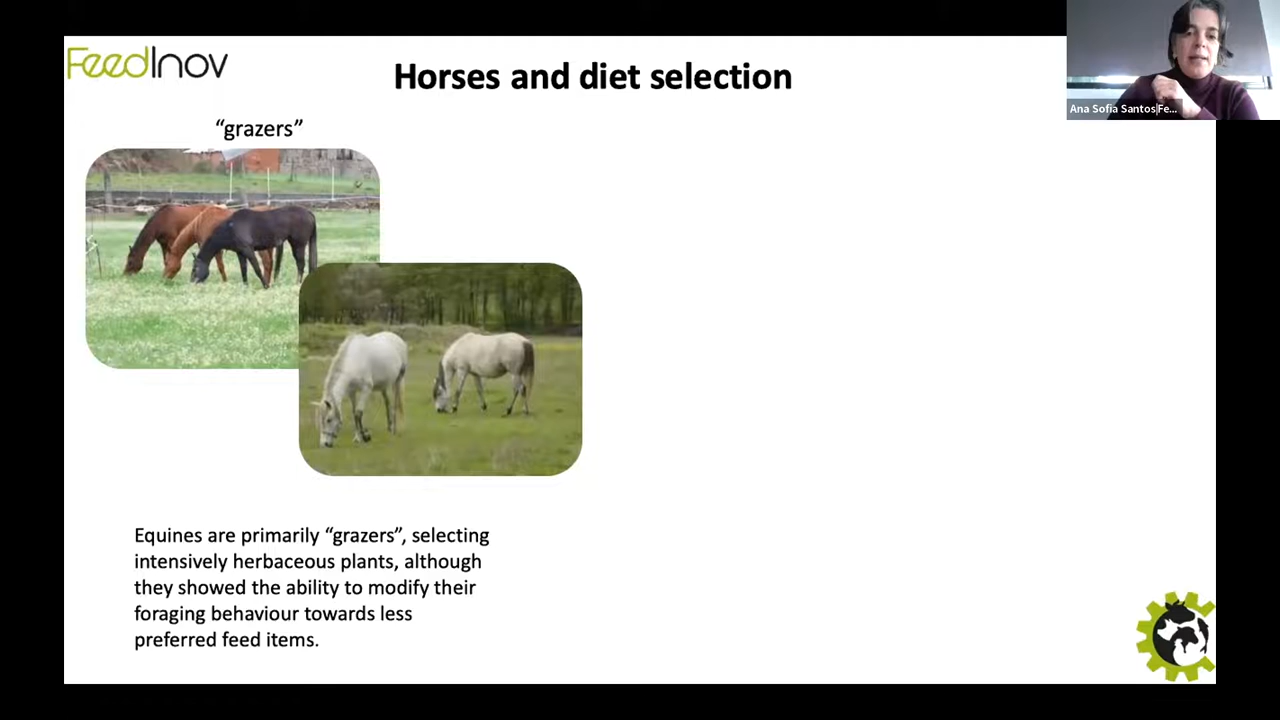 FeedInov
Horses and diet selection
Ana Sofia Santos|Fe...
“grazers”
Equines are primarily “grazers”, selecting
intensively herbaceous plants, although
they showed the ability to modify their
foraging behaviour towards less
preferred feed items.